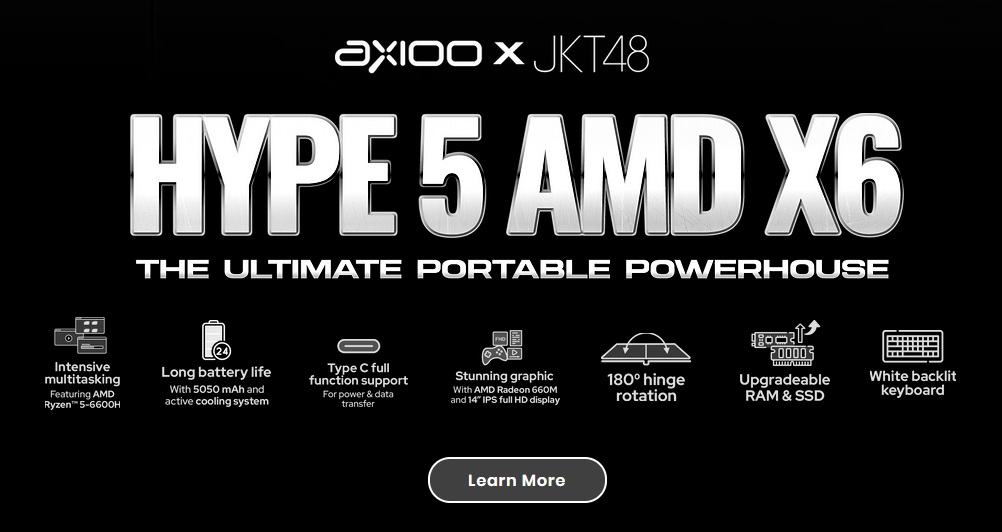 axioo x JKT48
HYPE 5 AMD X6
THE ULTIMATE PORTABLE POWERHOUSE
Intensive
multitasking
Featuring AMD
Ryzen™ 5-6600H
24
Long battery life
With 5050 mAh and
active cooling system
Type C full
function support
For power & data
transfer
FHD
Stunning graphic
With AMD Radeon 660M
and 14” IPS full HD display
180° hinge
rotation
Upgradeable
RAM & SSD
White backlit
keyboard
Learn More